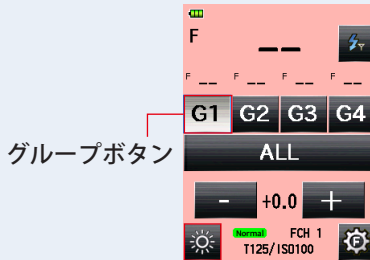 F
-- 
F -- F -- F -- F --
G1 G2 G3 G4
グループボタン
ALL
- +0.0 +
Normal FCH 1
T125/ISO100
F